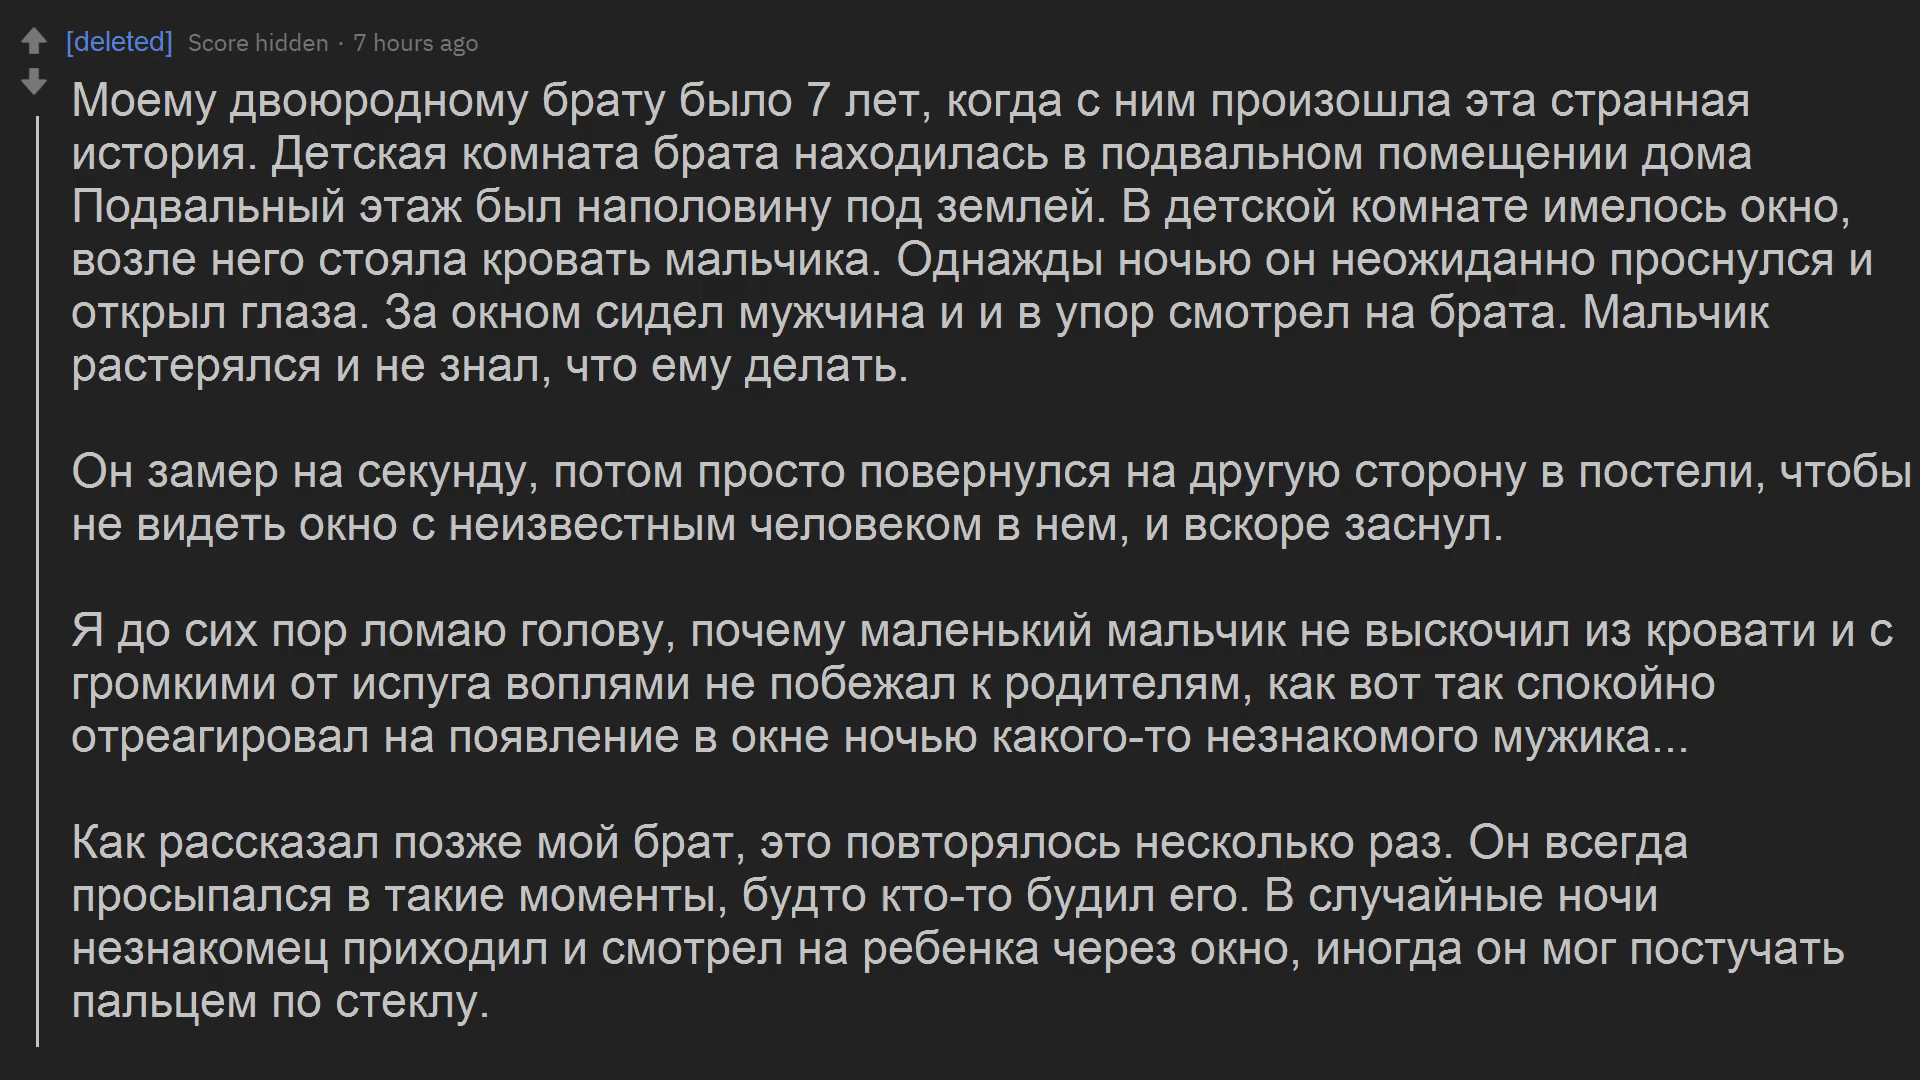 [deleted] Score hidden · 7 hours ago
Моему двоюродному брату было 7 лет, когда с ним произошла эта странная
история. Детская комната брата находилась в подвальном помещении дома
Подвальный этаж был наполовину под землей. В детской комнате имелось окно,
возле него стояла кровать мальчика. Однажды ночью он неожиданно проснулся и
открыл глаза. За окном сидел мужчина и и в упор смотрел на брата. Мальчик
растерялся и не знал, что ему делать.
Он замер на секунду, потом просто повернулся на другую сторону в постели, чтобы
не видеть окно с неизвестным человеком в нем, и вскоре заснул.
Я до сих пор ломаю голову, почему маленький мальчик не выскочил из кровати и с
громкими от испуга воплями не побежал к родителям, как вот так спокойно
отреагировал на появление в окне ночью какого-то незнакомого мужика...
Как рассказал позже мой брат, это повторялось несколько раз. Он всегда
просыпался в такие моменты, будто кто-то будил его. В случайные ночи
незнакомец приходил и смотрел на ребенка через окно, иногда он мог постучать
пальцем по стеклу.